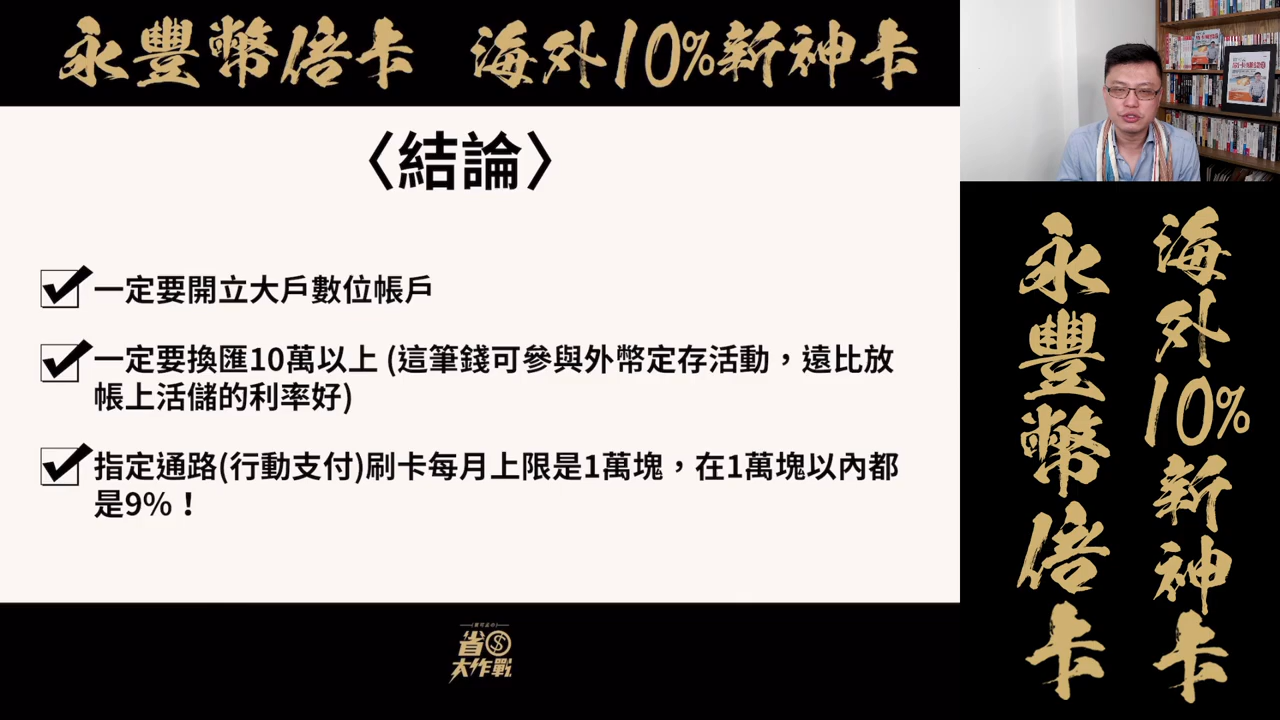 永豐幣倍卡 海外10%新神卡
〈結論〉
一定要開立大戶數位帳戶
一定要換匯10萬以上 (這筆錢可參與外幣定存活動，遠比放
帳上活儲的利率好)
指定通路(行動支付)刷卡每月上限是1萬塊，在1萬塊以內都
是9%！
省$
大作戰
海外10%新神卡
永豐幣倍卡